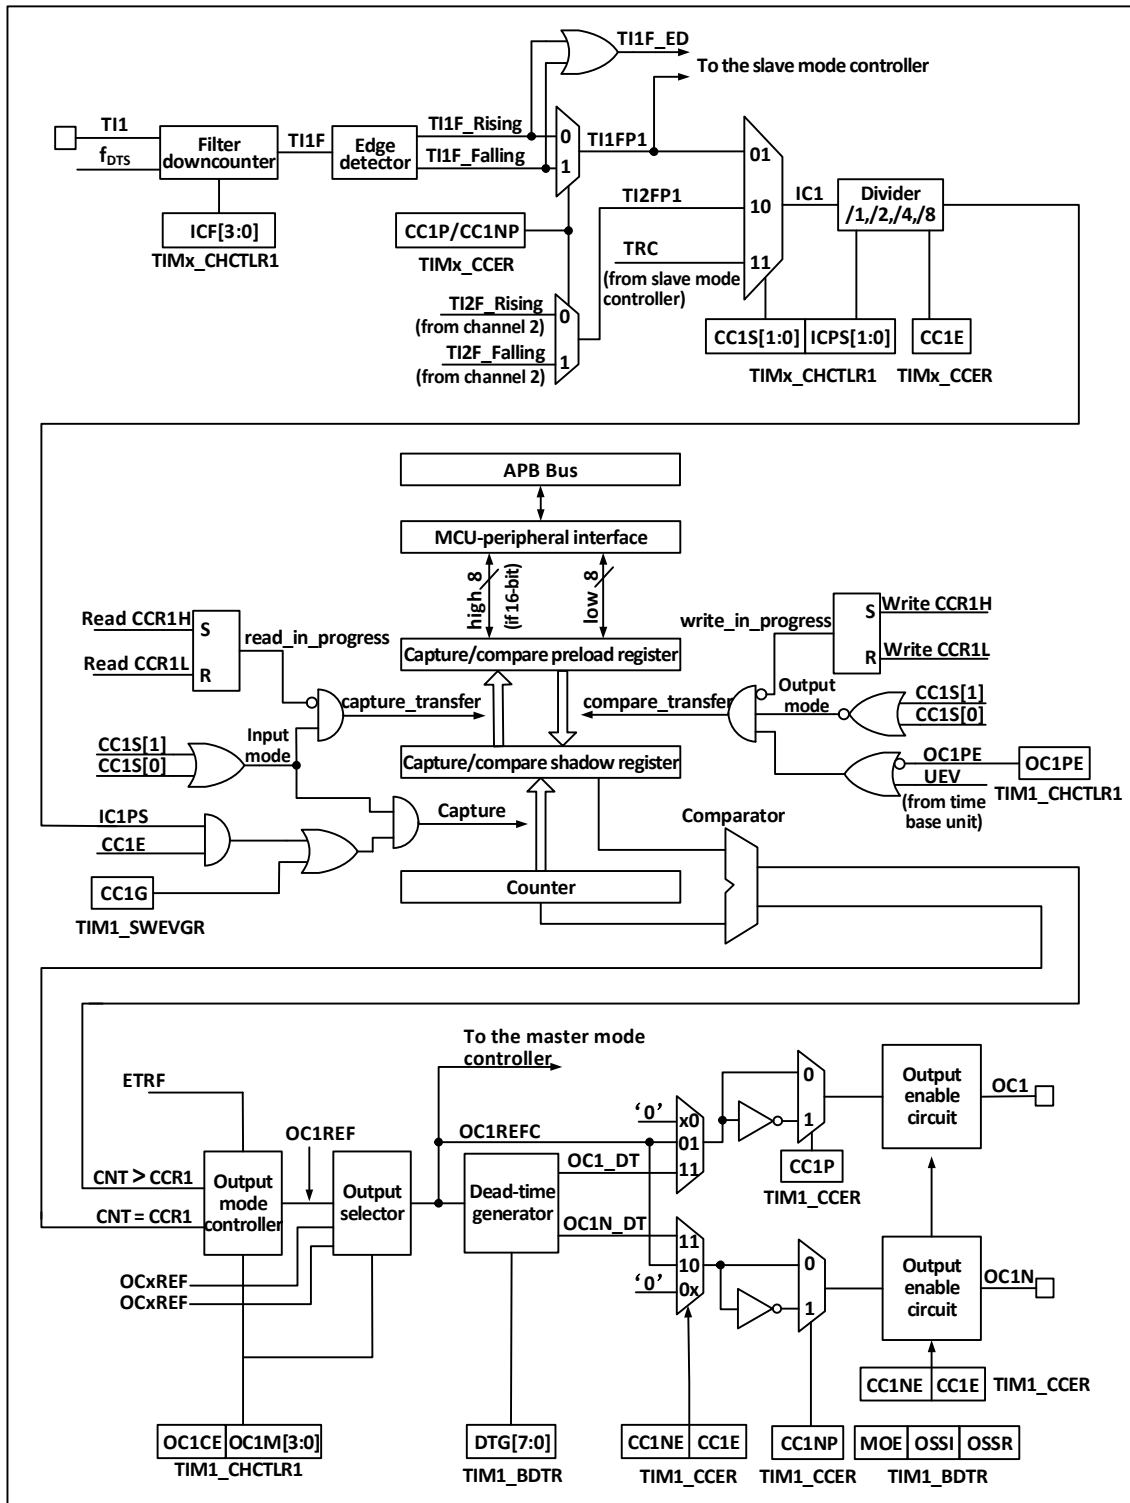 TI1F_ED
To the slave mode controller
TI1
fDTS
Filter
downcounter
TI1F
Edge
detector
TI1F_Rising
TI1F_Falling
0
1
TI1FP1
01
10
11
TI2FP1
TRC
(from slave mode
controller)
IC1
Divider
/1,/2,/4,/8
ICF[3:0]
TIMx_CHCTLR1
CC1P/CC1NP
TIMx_CCER
TI2F_Rising
(from channel 2)
TI2F_Falling
(from channel 2)
0
1
CC1S[1:0]
ICPS[1:0]
CC1E
TIMx_CHCTLR1
TIMx_CCER
APB Bus
MCU-peripheral interface
high 8
(if 16-bit)
low 8
Read CCR1H
Read CCR1L
S
R
read_in_progress
Capture/compare preload register
write_in_progress
S
R
Write CCR1H
Write CCR1L
capture_transfer
compare_transfer
Output
mode
CC1S[1]
CC1S[0]
CC1S[1]
CC1S[0]
Input
mode
Capture/compare shadow register
OC1PE
UEV
(from time
base unit)
OC1PE
TIM1_CHCTLR1
IC1PS
CC1E
Capture
Comparator
CC1G
TIM1_SWEVGR
Counter
To the master mode
controller
ETRF
OC1REF
CNT > CCR1
CNT = CCR1
Output
mode
controller
Output
selector
OCxREF
OCxREF
OC1REFC
Dead-time
generator
OC1_DT
OC1N_DT
‘0’
x0
01
11
11
10
0x
‘0’
0
1
CC1P
TIM1_CCER
0
1
Output
enable
circuit
OC1
Output
enable
circuit
OC1N
CC1NE
CC1E
TIM1_CCER
OC1CE
OC1M[3:0]
TIM1_CHCTLR1
DTG[7:0]
TIM1_BDTR
CC1NE
CC1E
TIM1_CCER
CC1NP
TIM1_CCER
MOE
OSSI
OSSR
TIM1_BDTR